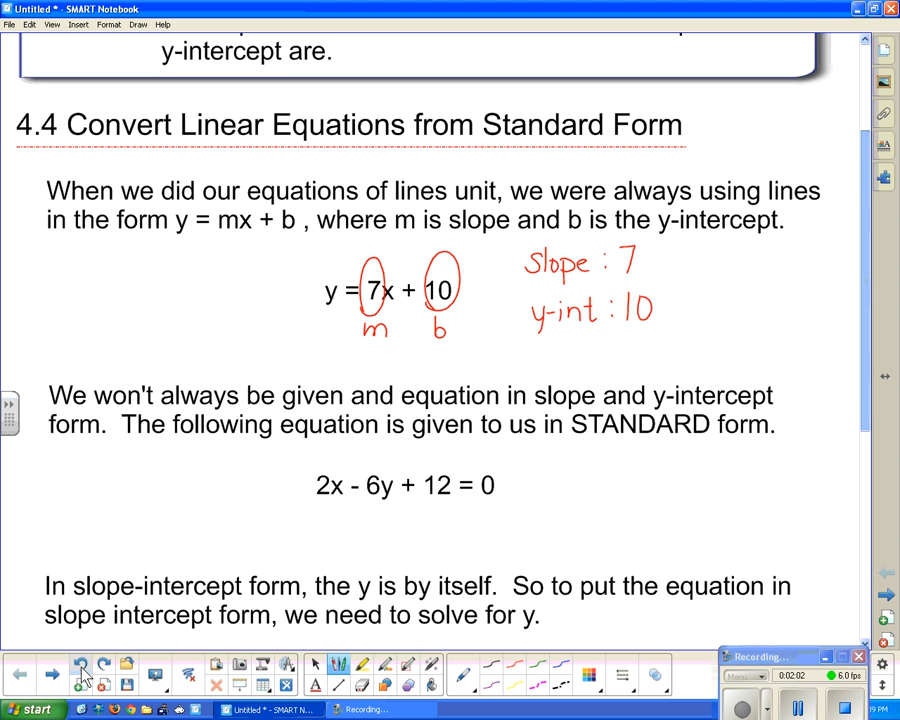 Untitled * - SMART Notebook
File Edit View Insert Format Draw Help
y-intercept are.
4.4 Convert Linear Equations from Standard Form
When we did our equations of lines unit, we were always using lines
in the form y = mx + b , where m is slope and b is the y-intercept.
y = 7x + 10
m b
slope : 7
y-int : 10
We won't always be given and equation in slope and y-intercept
form. The following equation is given to us in STANDARD form.
2x - 6y + 12 = 0
In slope-intercept form, the y is by itself. So to put the equation in
slope intercept form, we need to solve for y.
Recording...
Menu
0:02:02 6.0 fps
start
Untitled * - SMART N...
Recording...
19 PM